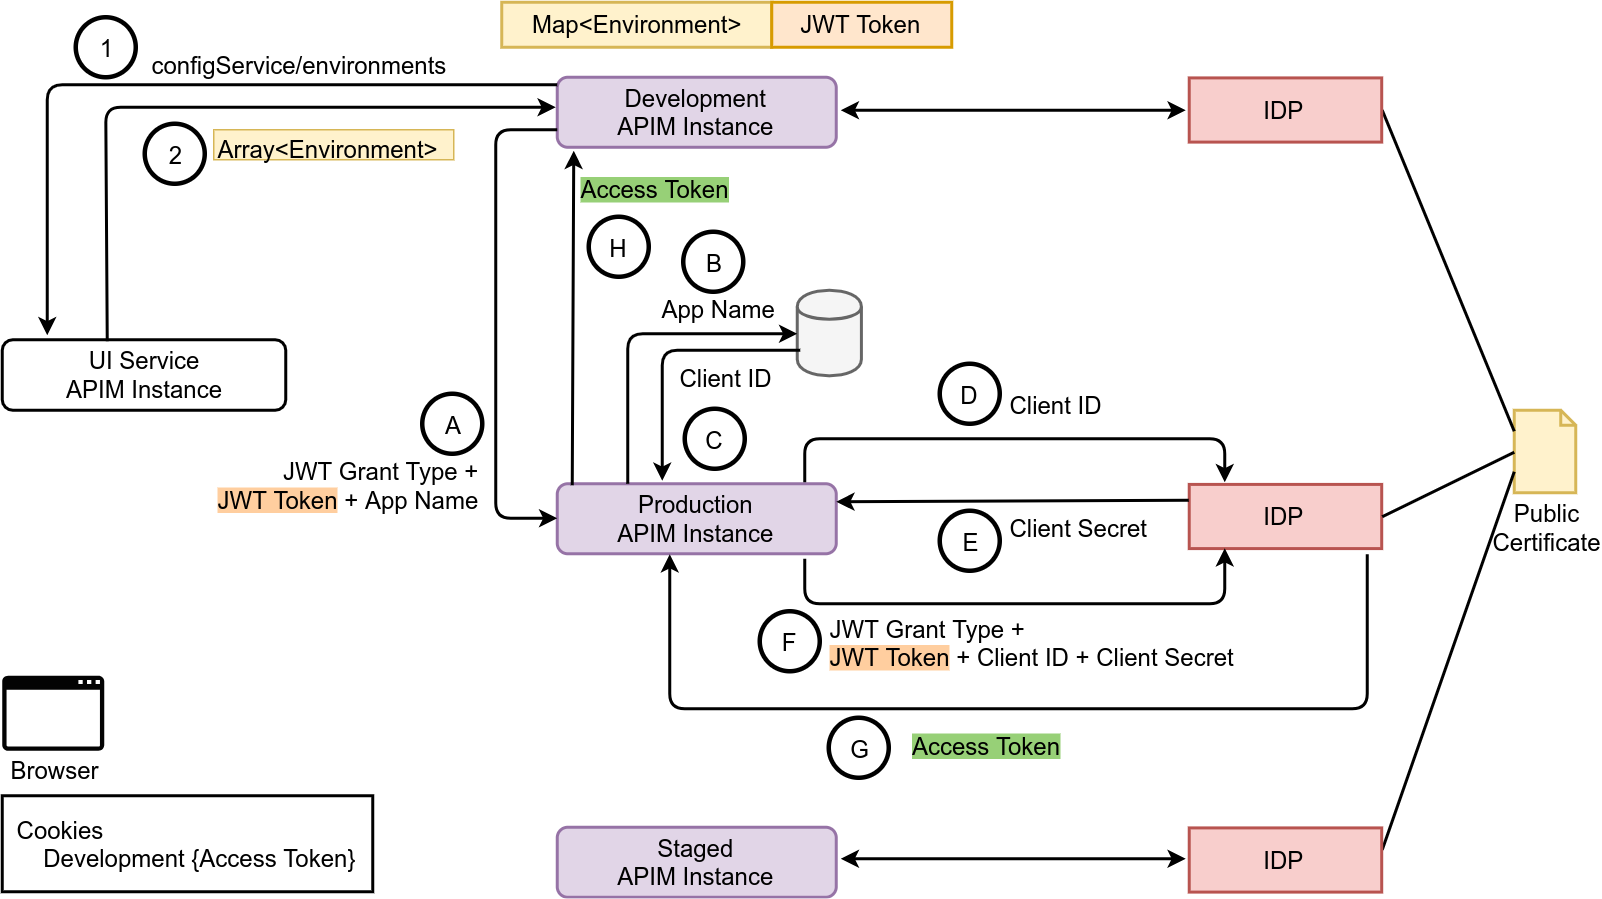 Map<Environment>
JWT Token
1
configService/environments
Development
APIM Instance
IDP
2
Array<Environment>
Access Token
H
B
App Name
UI Service
APIM Instance
Client ID
A
C
D
Client ID
JWT Grant Type +
JWT Token + App Name
Production
APIM Instance
E
Client Secret
IDP
Public
Certificate
F
JWT Grant Type +
JWT Token + Client ID + Client Secret
G
Access Token
Browser
Cookies
Development {Access Token}
Staged
APIM Instance
IDP